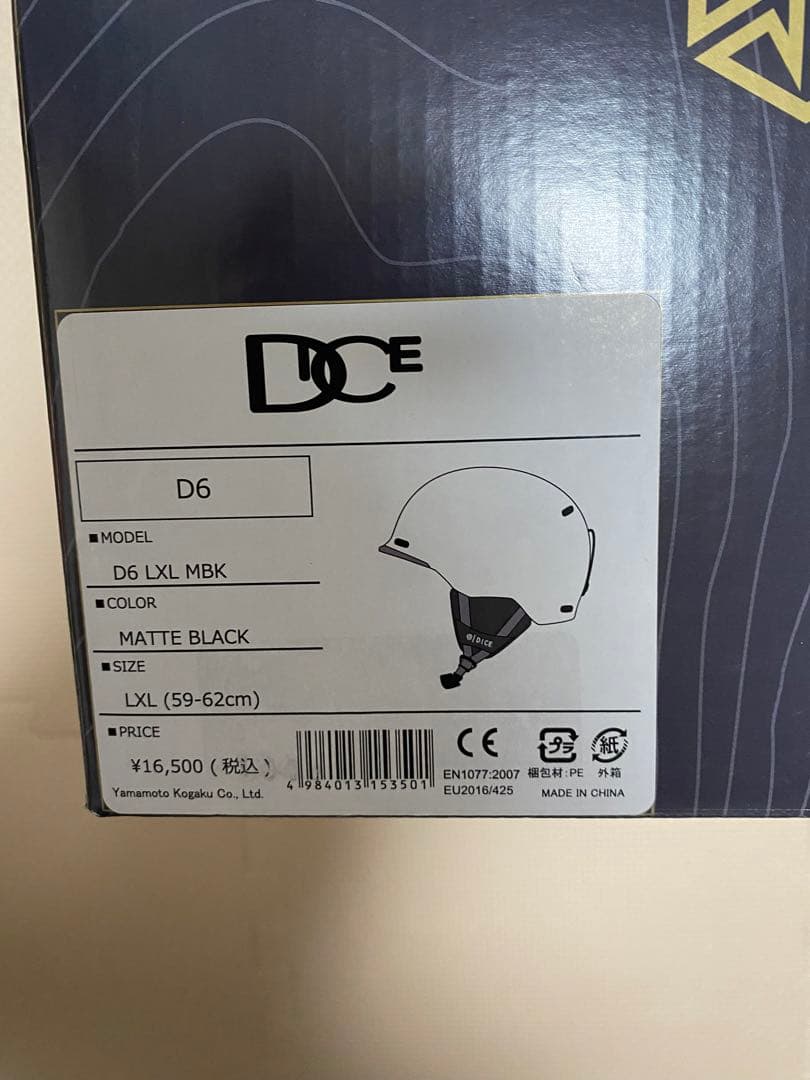 DICE
D6
■MODEL
D6 LXL MBK
■COLOR
MATTE BLACK
■SIZE
LXL (59-62cm)
■PRICE
¥16,500 (税込)
Yamamoto Kogaku Co., Ltd.
4 984013 153501
CE
EN1077:2007
EU2016/425
プラ
梱包材:PE
紙
外箱
MADE IN CHINA
DICE